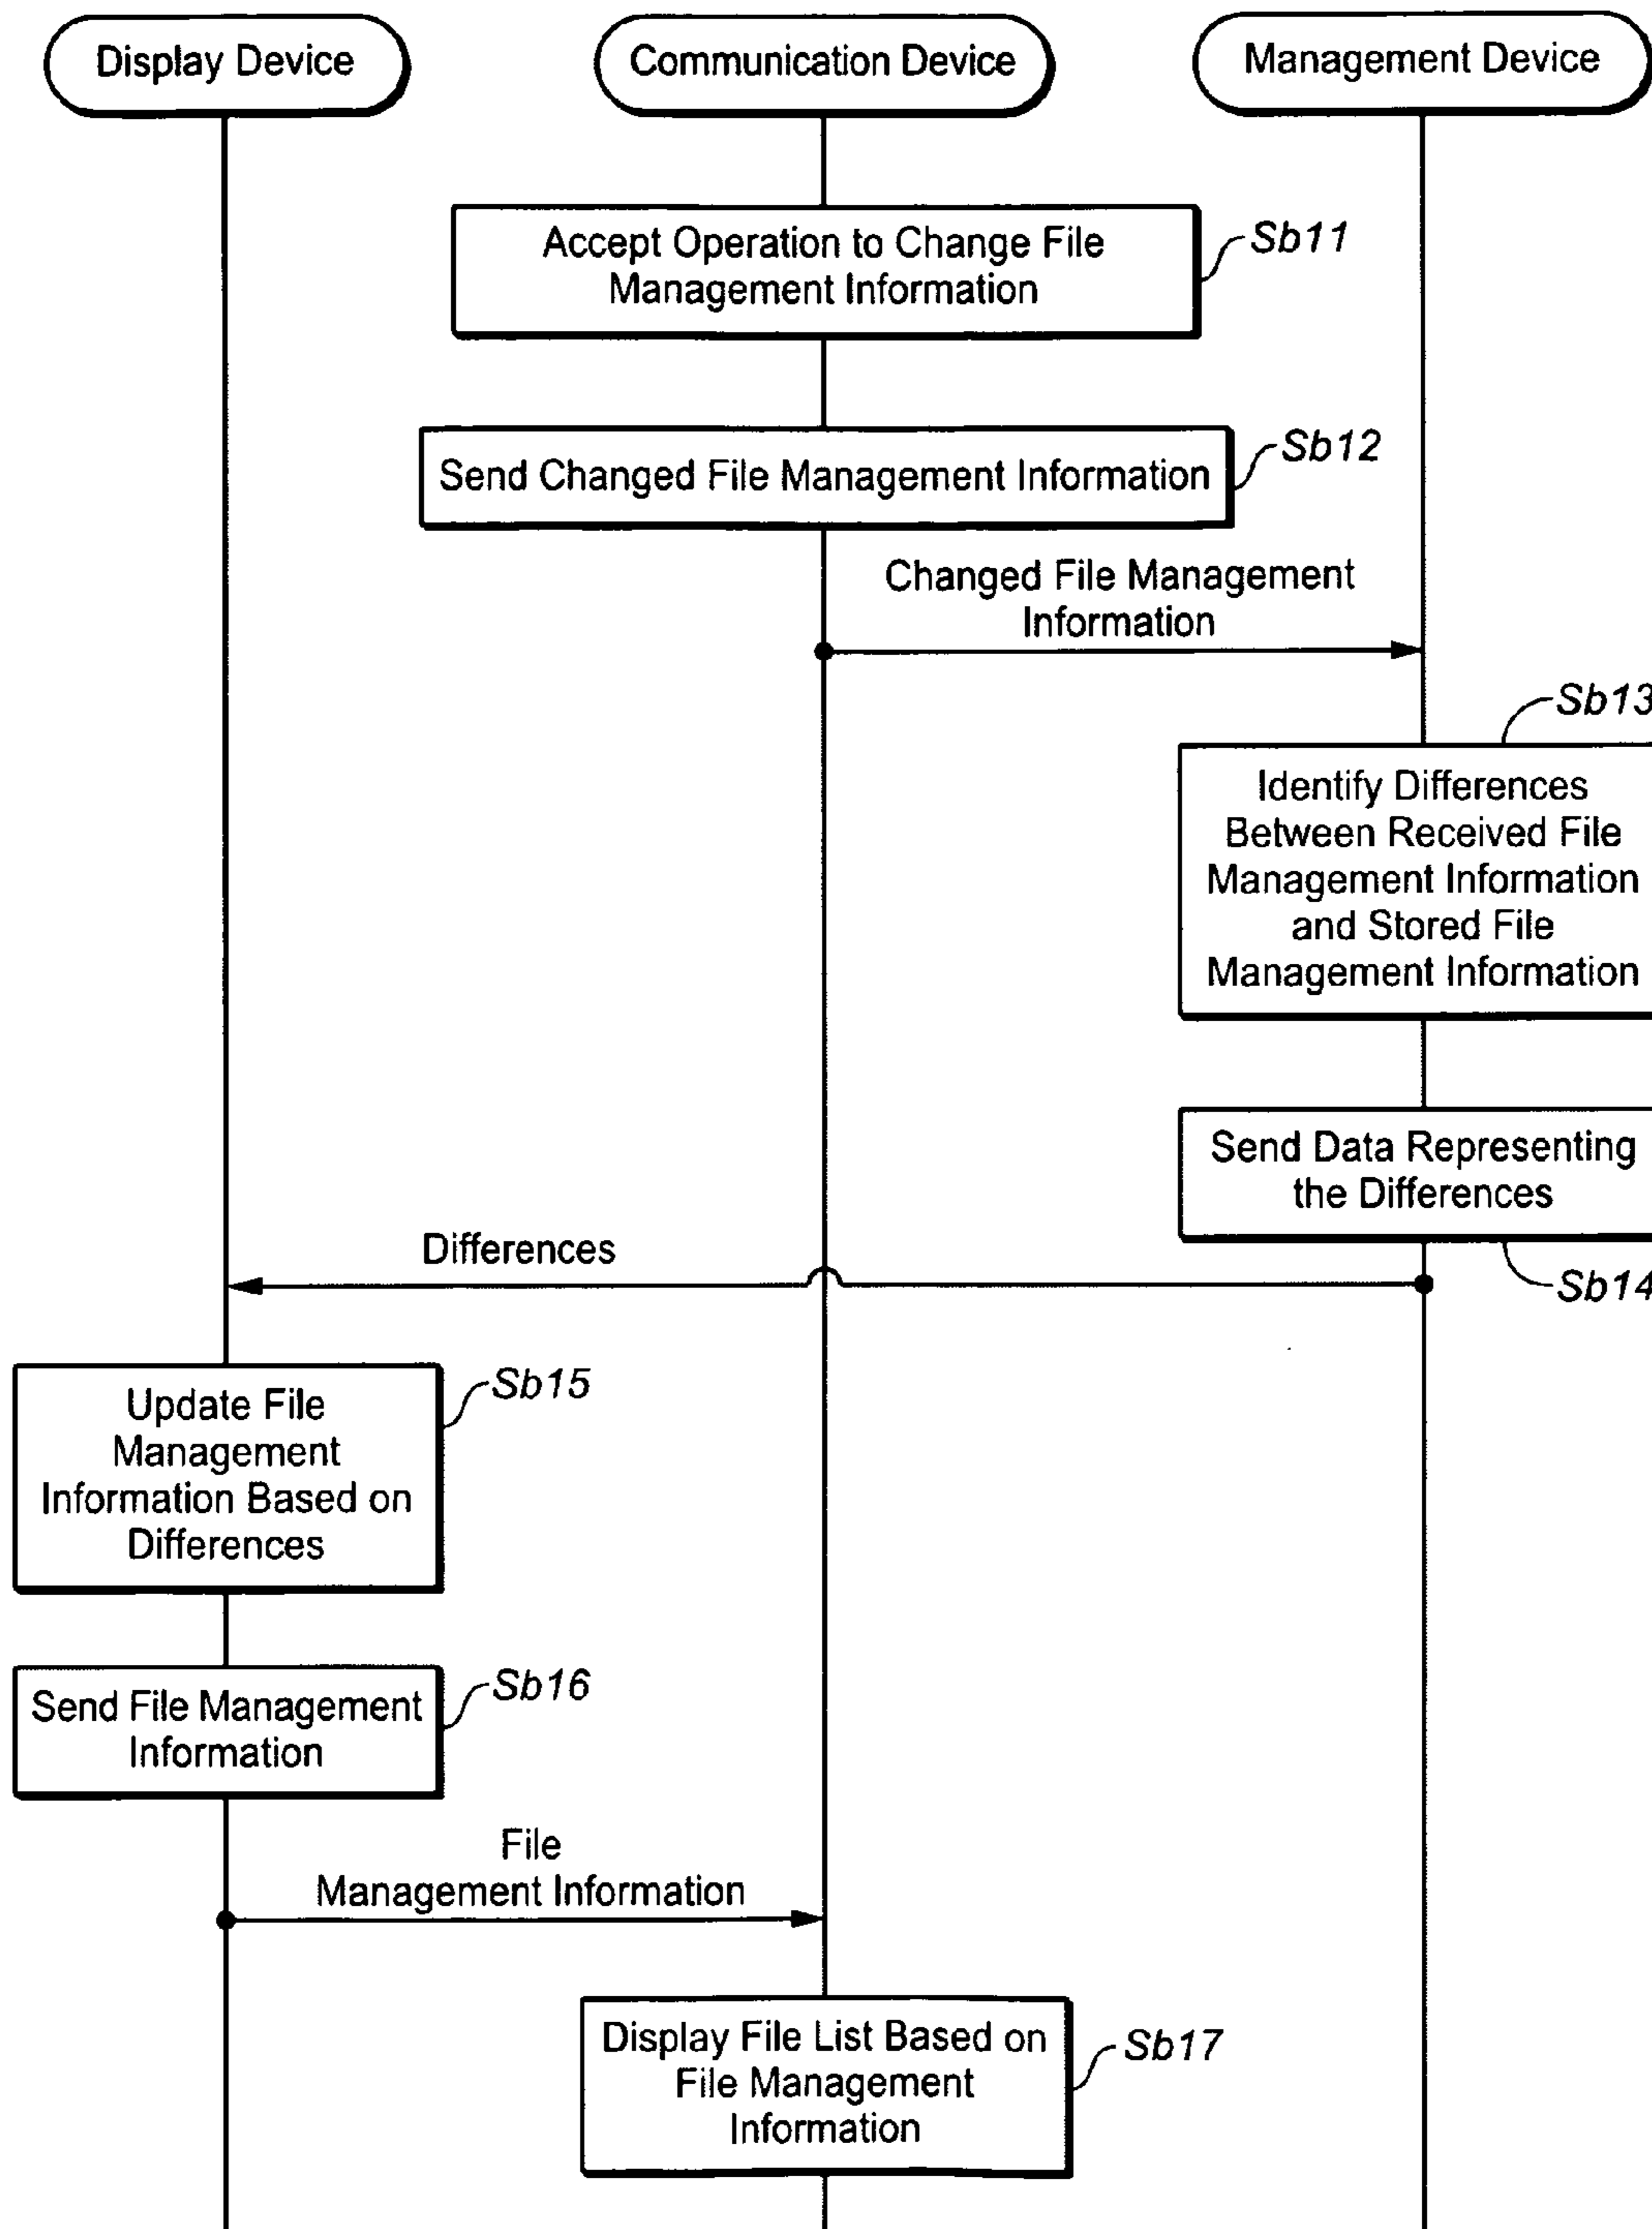 Display Device
Communication Device
Management Device
Accept Operation to Change File
Management Information
Sb11
Send Changed File Management Information
Sb12
Changed File Management
Information
Sb13
Identify Differences
Between Received File
Management Information
and Stored File
Management Information
Send Data Representing
the Differences
Sb14
Differences
Update File
Management
Information Based on
Differences
Sb15
Send File Management
Information
Sb16
File
Management Information
Display File List Based on
File Management
Information
Sb17